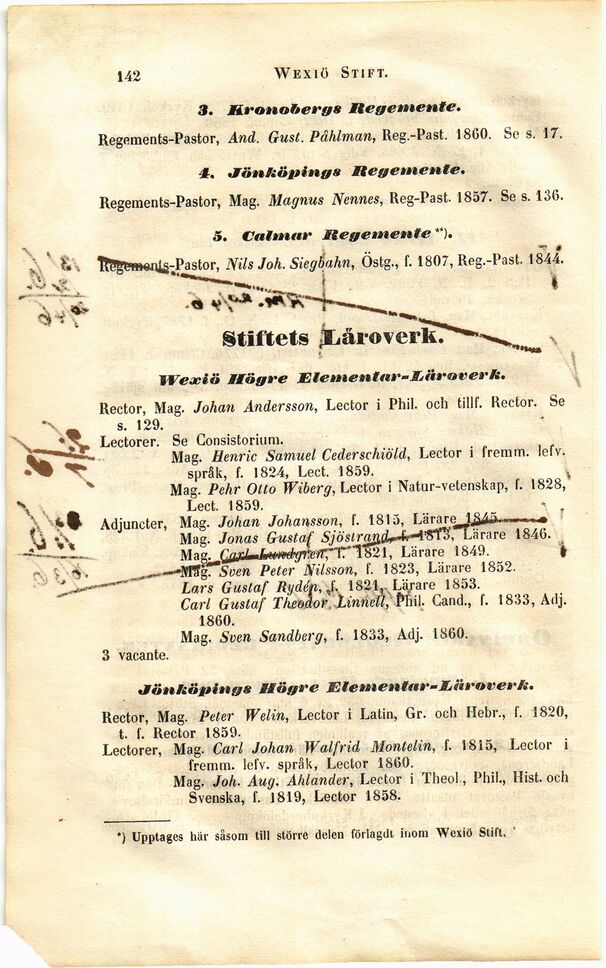 142 WEXIÖ STIFT.
3. Kronobergs Regemente.
Regements-Pastor, And. Gust. Påhlman, Reg.-Past. 1860. Se s. 17.
4. Jönköpings Regemente.
Regements-Pastor, Mag. Magnus Nennes, Reg-Past. 1857. Se s. 136.
5. Calmar Regemente *).
Regements-Pastor, Nils Joh. Siegbahn, Östg., f. 1807, Reg.-Past. 1844.
Stiftets Läroverk.
Wexiö Högre Elementar-Läroverk.
Rector, Mag. Johan Andersson, Lector i Phil. och tillf. Rector. Se
s. 129.
Lectorer. Se Consistorium.
Mag. Henric Samuel Cederschiöld, Lector i fremm. lefv.
språk, f. 1824, Lect. 1859.
Mag. Pehr Otto Wiberg, Lector i Natur-vetenskap, f. 1828,
Lect. 1859.
Adjuncter, Mag. Johan Johansson, f. 1815, Lärare 1845.
Mag. Jonas Gustaf Sjöstrand, f. 1813, Lärare 1846.
Mag. Carl Lundgren, f. 1821, Lärare 1849.
Mag. Sven Peter Nilsson, f. 1823, Lärare 1852.
Lars Gustaf Rydén, f. 1821, Lärare 1853.
Carl Gustaf Theodor Linnell, Phil. Cand., f. 1833, Adj.
1860.
Mag. Sven Sandberg, f. 1833, Adj. 1860.
3 vacante.
Jönköpings Högre Elementar-Läroverk.
Rector, Mag. Peter Welin, Lector i Latin, Gr. och Hebr., f. 1820,
t. f. Rector 1859.
Lectorer, Mag. Carl Johan Walfrid Montelin, f. 1815, Lector i
fremm. lefv. språk, Lector 1860.
Mag. Joh. Aug. Ahlander, Lector i Theol., Phil., Hist. och
Svenska, f. 1819, Lector 1858.
*) Upptages här såsom till större delen förlagdt inom Wexiö Stift.